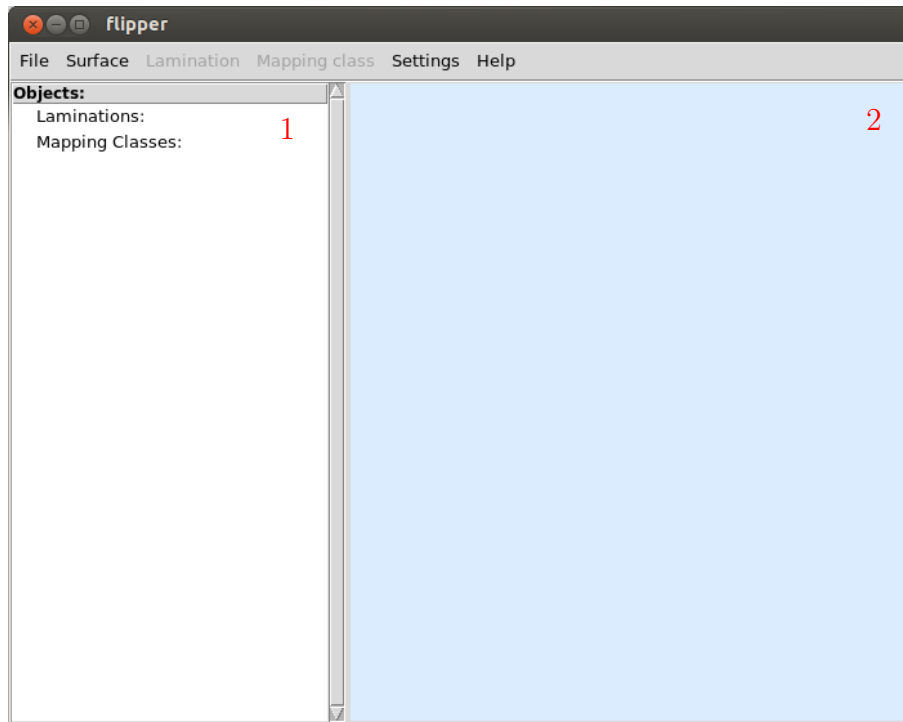 flipper
File Surface Lamination Mapping class Settings Help
Objects:
Laminations:
Mapping Classes:
1
2